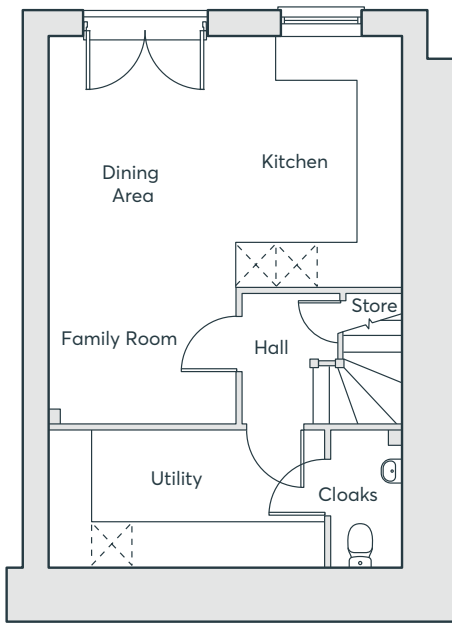 Dining
Area
Kitchen
Store
Family Room
Hall
Utility
Cloaks